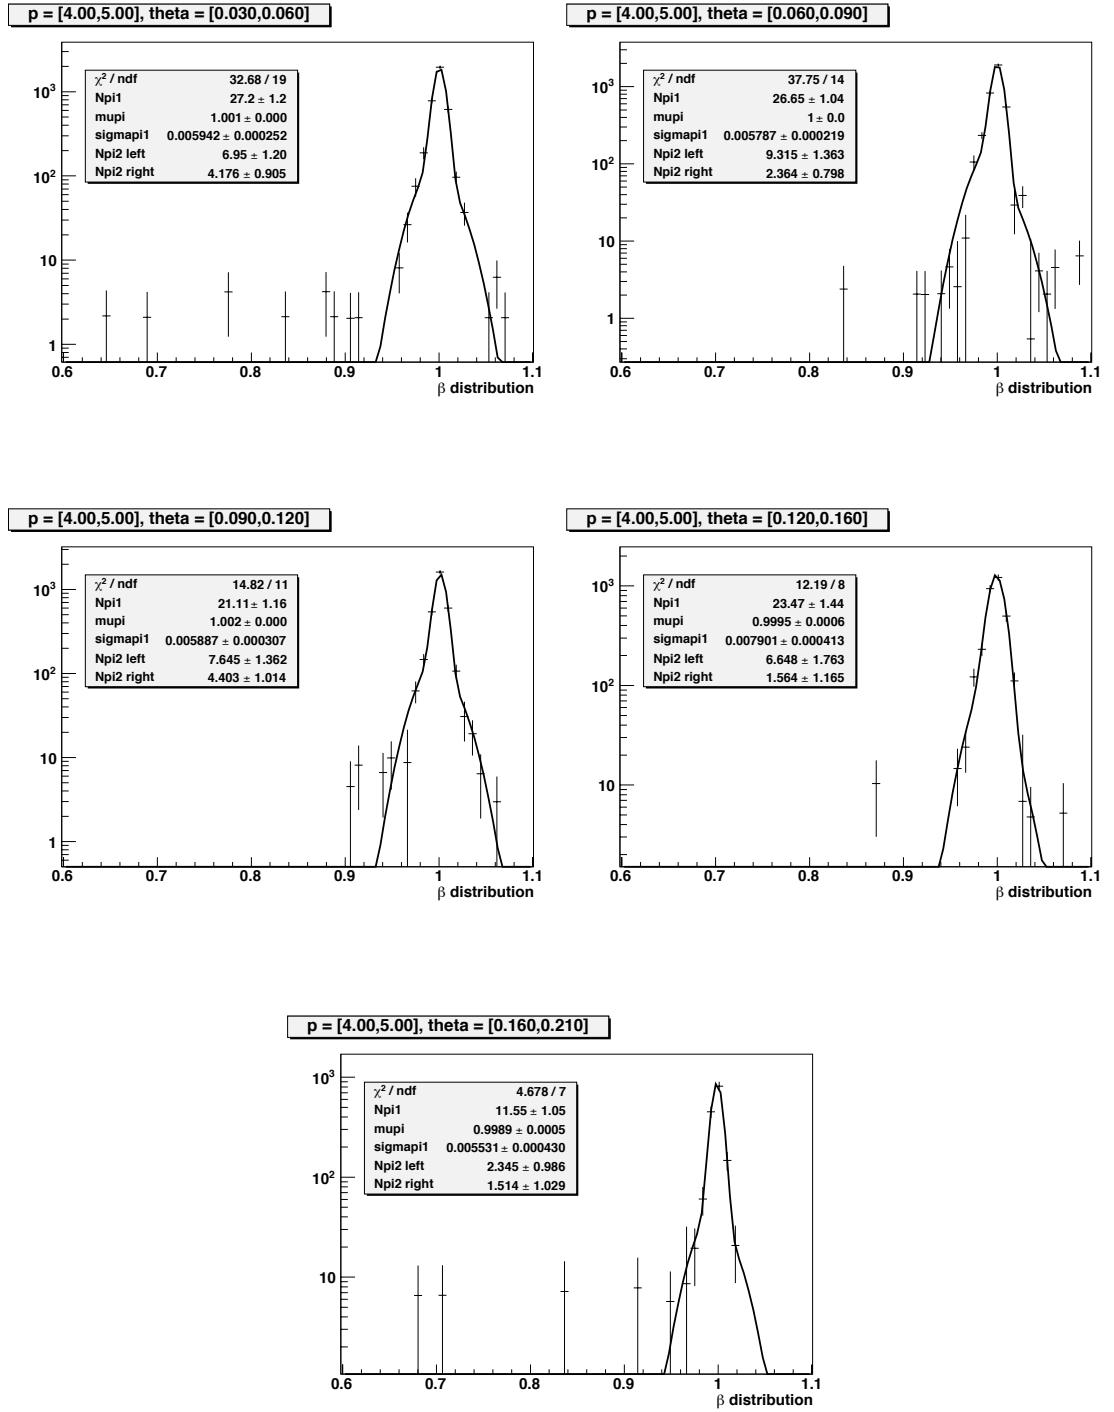 p = [4.00,5.00], theta = [0.030,0.060]
χ² / ndf 32.68 / 19
Npi1 27.2 ± 1.2
mupi 1.001 ± 0.000
sigmapi1 0.005942 ± 0.000252
Npi2 left 6.95 ± 1.20
Npi2 right 4.176 ± 0.905
10³
10²
10
1
0.6 0.7 0.8 0.9 1 1.1
β distribution
p = [4.00,5.00], theta = [0.060,0.090]
χ² / ndf 37.75 / 14
Npi1 26.65 ± 1.04
mupi 1 ± 0.0
sigmapi1 0.005787 ± 0.000219
Npi2 left 9.315 ± 1.363
Npi2 right 2.364 ± 0.798
10³
10²
10
1
0.6 0.7 0.8 0.9 1 1.1
β distribution
p = [4.00,5.00], theta = [0.090,0.120]
χ² / ndf 14.82 / 11
Npi1 21.11 ± 1.16
mupi 1.002 ± 0.000
sigmapi1 0.005887 ± 0.000307
Npi2 left 7.645 ± 1.362
Npi2 right 4.403 ± 1.014
10³
10²
10
1
0.6 0.7 0.8 0.9 1 1.1
β distribution
p = [4.00,5.00], theta = [0.120,0.160]
χ² / ndf 12.19 / 8
Npi1 23.47 ± 1.44
mupi 0.9995 ± 0.0006
sigmapi1 0.007901 ± 0.000413
Npi2 left 6.648 ± 1.763
Npi2 right 1.564 ± 1.165
10³
10²
10
0.6 0.7 0.8 0.9 1 1.1
β distribution
p = [4.00,5.00], theta = [0.160,0.210]
χ² / ndf 4.678 / 7
Npi1 11.55 ± 1.05
mupi 0.9989 ± 0.0005
sigmapi1 0.005531 ± 0.000430
Npi2 left 2.345 ± 0.986
Npi2 right 1.514 ± 1.029
10³
10²
10
0.6 0.7 0.8 0.9 1 1.1
β distribution